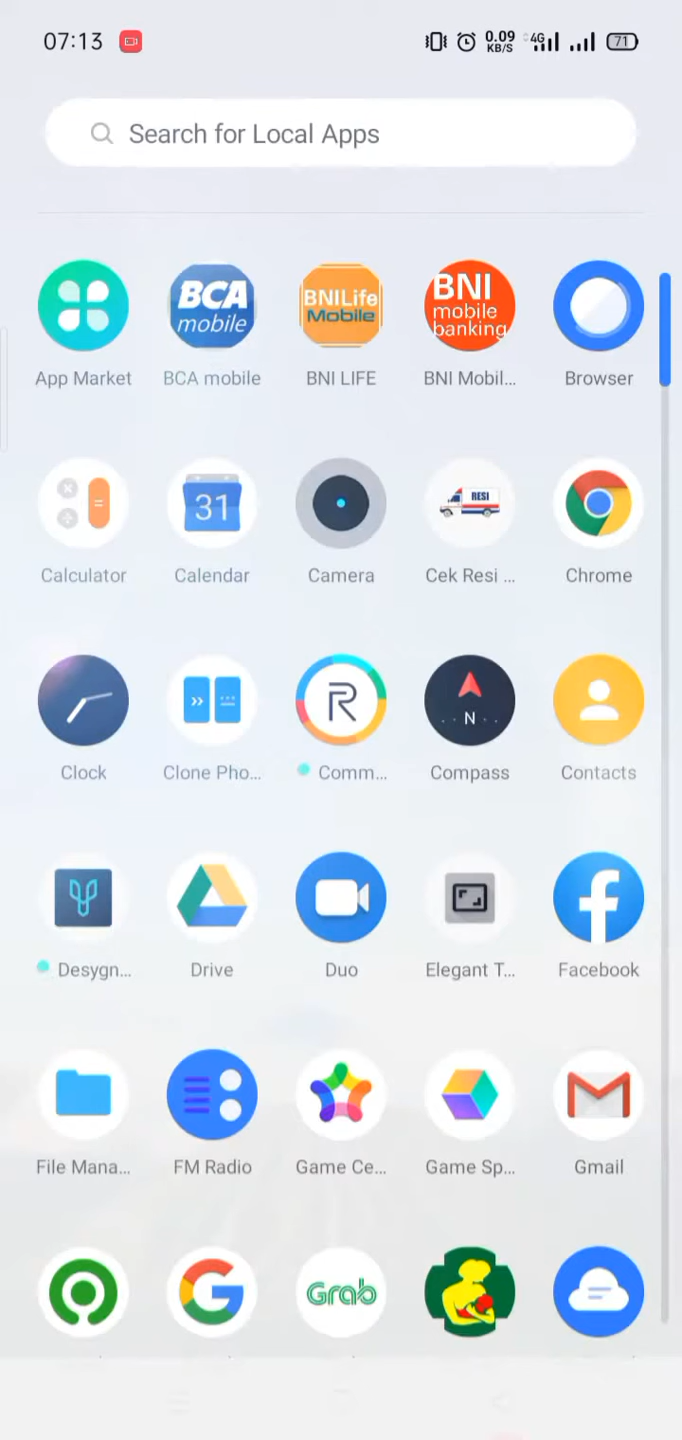 07:13 0.09 KB/S 4G 71
Search for Local Apps
BCA mobile BNILife Mobile BNI mobile banking
App Market BCA mobile BNI LIFE BNI Mobil... Browser
31 RESI
Calculator Calendar Camera Cek Resi ... Chrome
N
Clock Clone Pho... Comm... Compass Contacts
Desygn... Drive Duo Elegant T... Facebook
File Mana... FM Radio Game Ce... Game Sp... Gmail
Grab